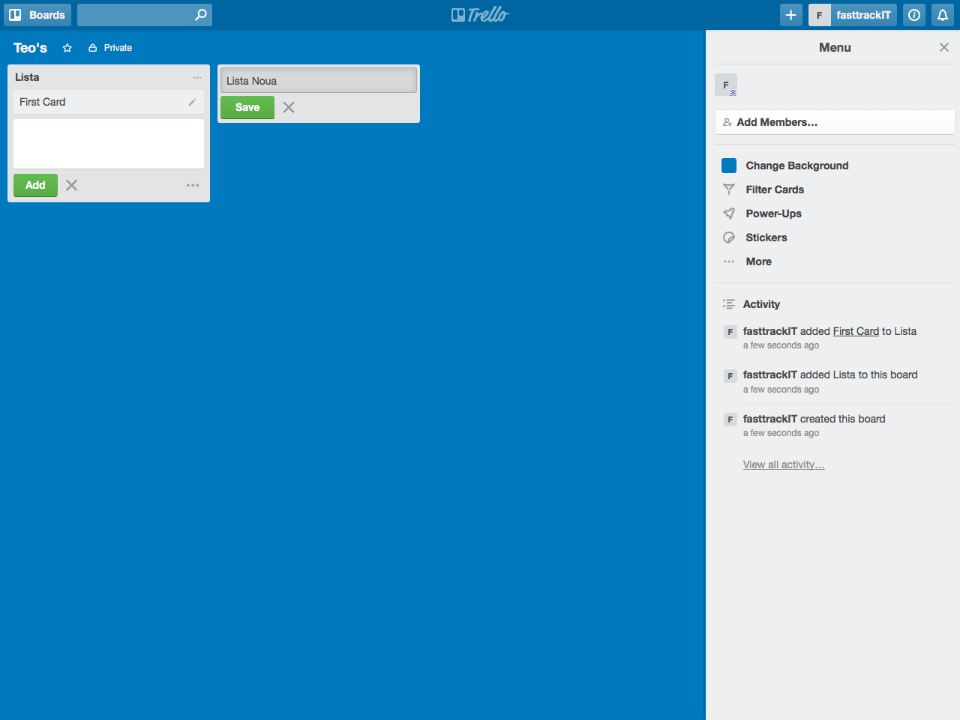 Boards
Trello
F fasttrackIT
Teo's Private
Menu
Lista
First Card
Add
Lista Noua
Save
F
Add Members…
Change Background
Filter Cards
Power-Ups
Stickers
More
Activity
F fasttrackIT added First Card to Lista
a few seconds ago
F fasttrackIT added Lista to this board
a few seconds ago
F fasttrackIT created this board
a few seconds ago
View all activity…